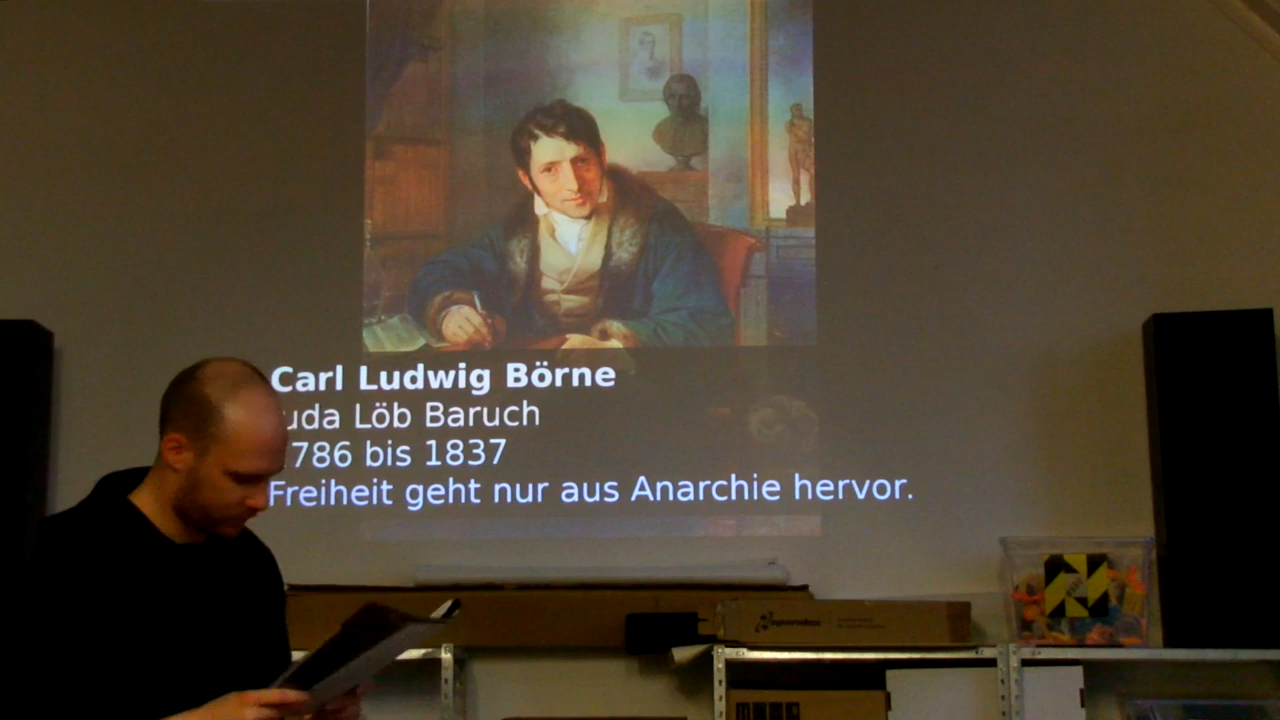 Carl Ludwig Börne
uda Löb Baruch
786 bis 1837
Freiheit geht nur aus Anarchie hervor.